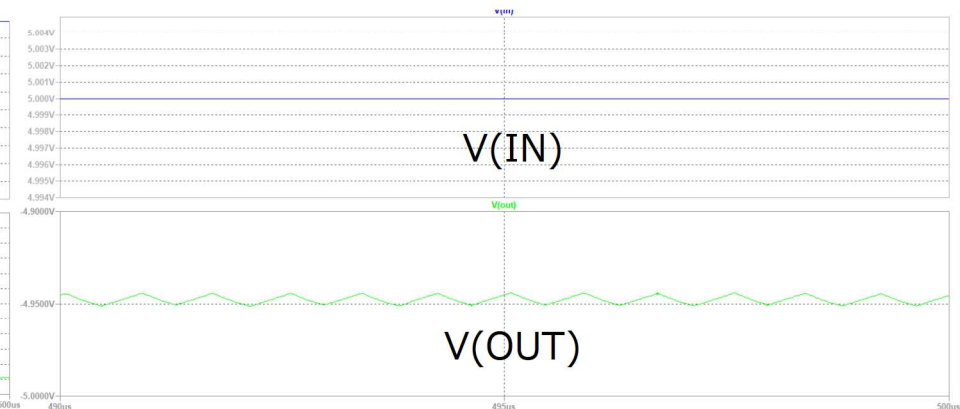 V(in)
5.004V
5.003V
5.002V
5.001V
5.000V
4.999V
4.998V
4.997V
4.996V
4.995V
4.994V
V(IN)
V(out)
-4.9000V
-4.9500V
-5.0000V
V(OUT)
500us
490us
495us
500us